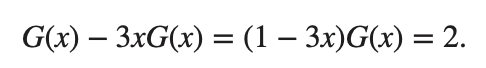 G(x) − 3xG(x) = (1 − 3x)G(x) = 2.